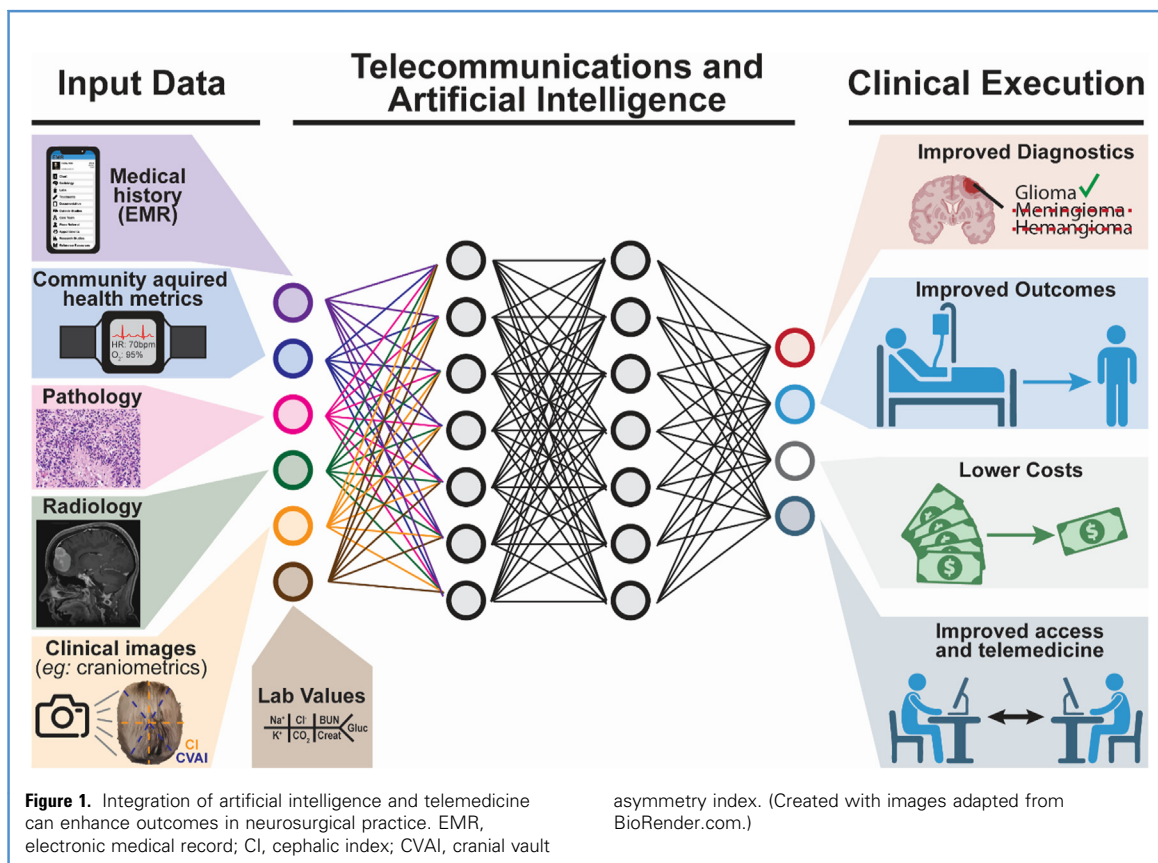 Input Data
Telecommunications and
Artificial Intelligence
Clinical Execution
Medical
history
(EMR)
Community aquired
health metrics
HR: 70bpm
O₂: 95%
Pathology
Radiology
Clinical images
(eg: craniometrics)
CI
CVAI
Lab Values
Na⁺ Cl⁻ BUN
Gluc
K⁺ CO₂ Creat
Improved Diagnostics
Glioma
Meningioma
Hemangioma
Improved Outcomes
Lower Costs
Improved access
and telemedicine
Figure 1. Integration of artificial intelligence and telemedicine
can enhance outcomes in neurosurgical practice. EMR,
electronic medical record; CI, cephalic index; CVAI, cranial vault
asymmetry index. (Created with images adapted from
BioRender.com.)